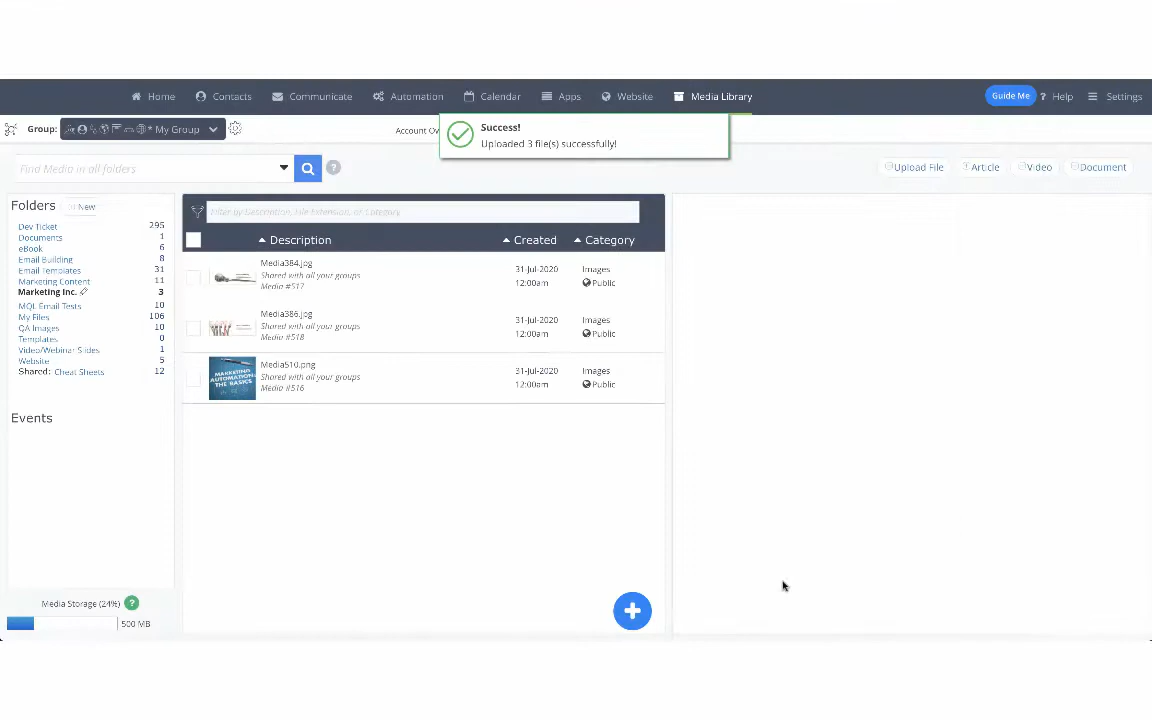 Home Contacts Communicate Automation Calendar Apps Website Media Library Guide Me ? Help Settings
Group: * My Group Account Ov
Success!
Uploaded 3 file(s) successfully!
Find Media in all folders ? Upload File Article Video Document
Folders New
Dev Ticket 295
Documents 1
eBook 6
Email Building 8
Email Templates 31
Marketing Content 11
Marketing Inc. 3
MQL Email Tests 10
My Files 106
QA Images 10
Templates 0
Video/Webinar Slides 1
Website 5
Shared: Cheat Sheets 12
Events
Media Storage (24%) ?
500 MB
Filter by Description, File Extension, or Category
Description Created Category
Media384.jpg
Shared with all your groups
Media #517
31-Jul-2020
12:00am
Images
Public
Media386.jpg
Shared with all your groups
Media #518
31-Jul-2020
12:00am
Images
Public
MARKETING
AUTOMATION:
THE BASICS
Media510.png
Shared with all your groups
Media #516
31-Jul-2020
12:00am
Images
Public